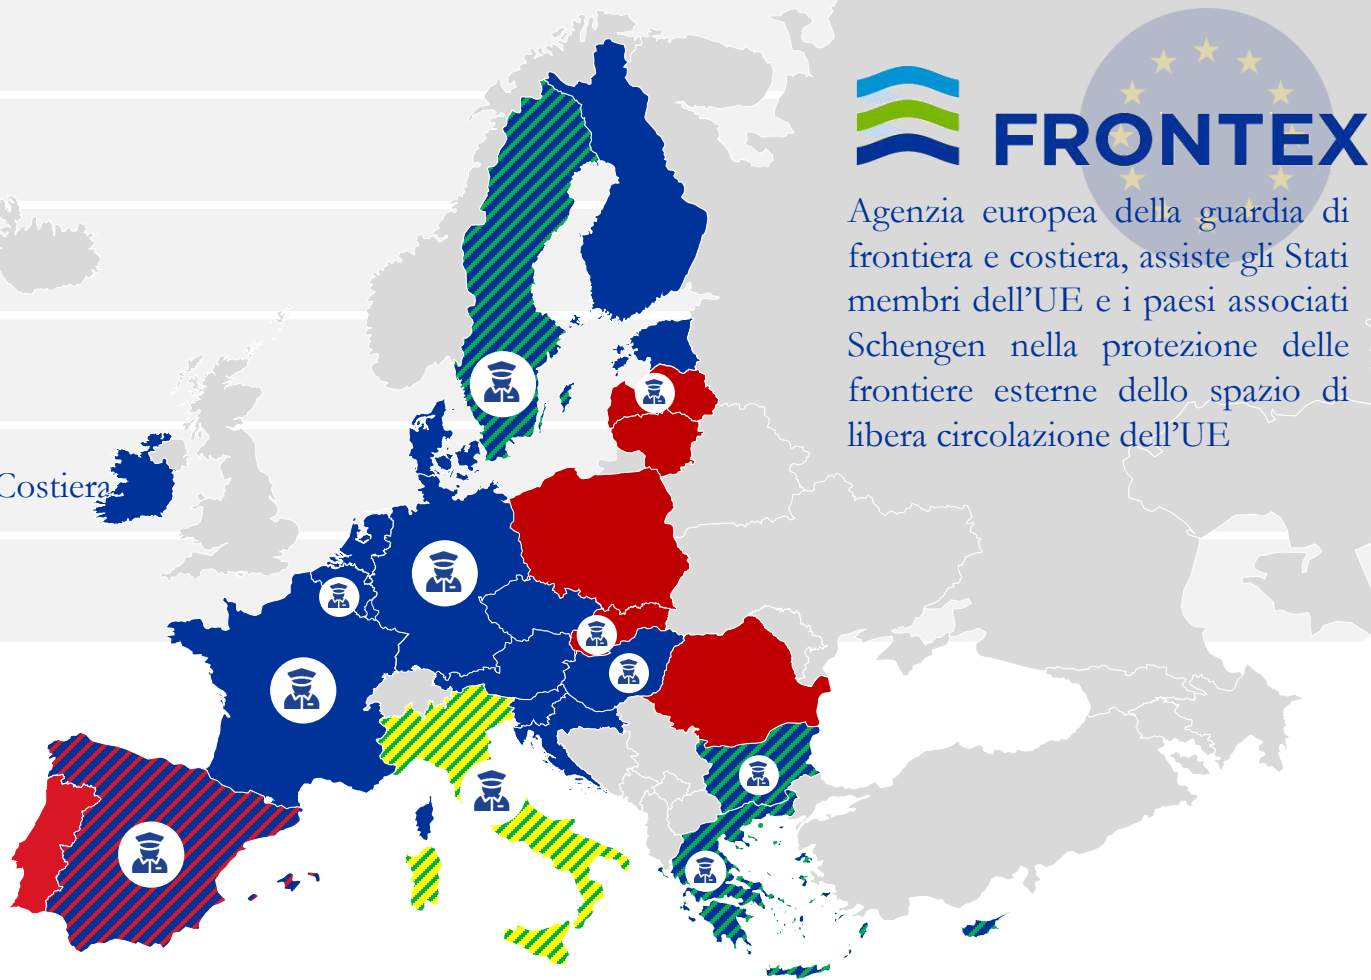 FRONTEX
Agenzia europea della guardia di
frontiera e costiera, assiste gli Stati
membri dell’UE e i paesi associati
Schengen nella protezione delle
frontiere esterne dello spazio di
libera circolazione dell’UE
Costiera